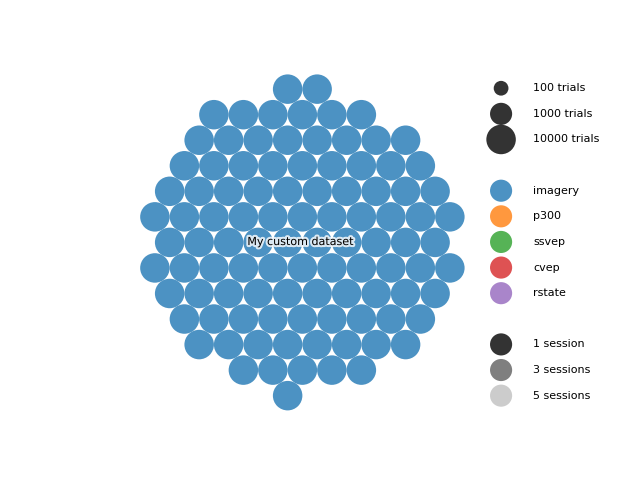 100 trials
1000 trials
10000 trials
imagery
p300
My custom dataset
ssvep
cvep
rstate
1 session
3 sessions
5 sessions